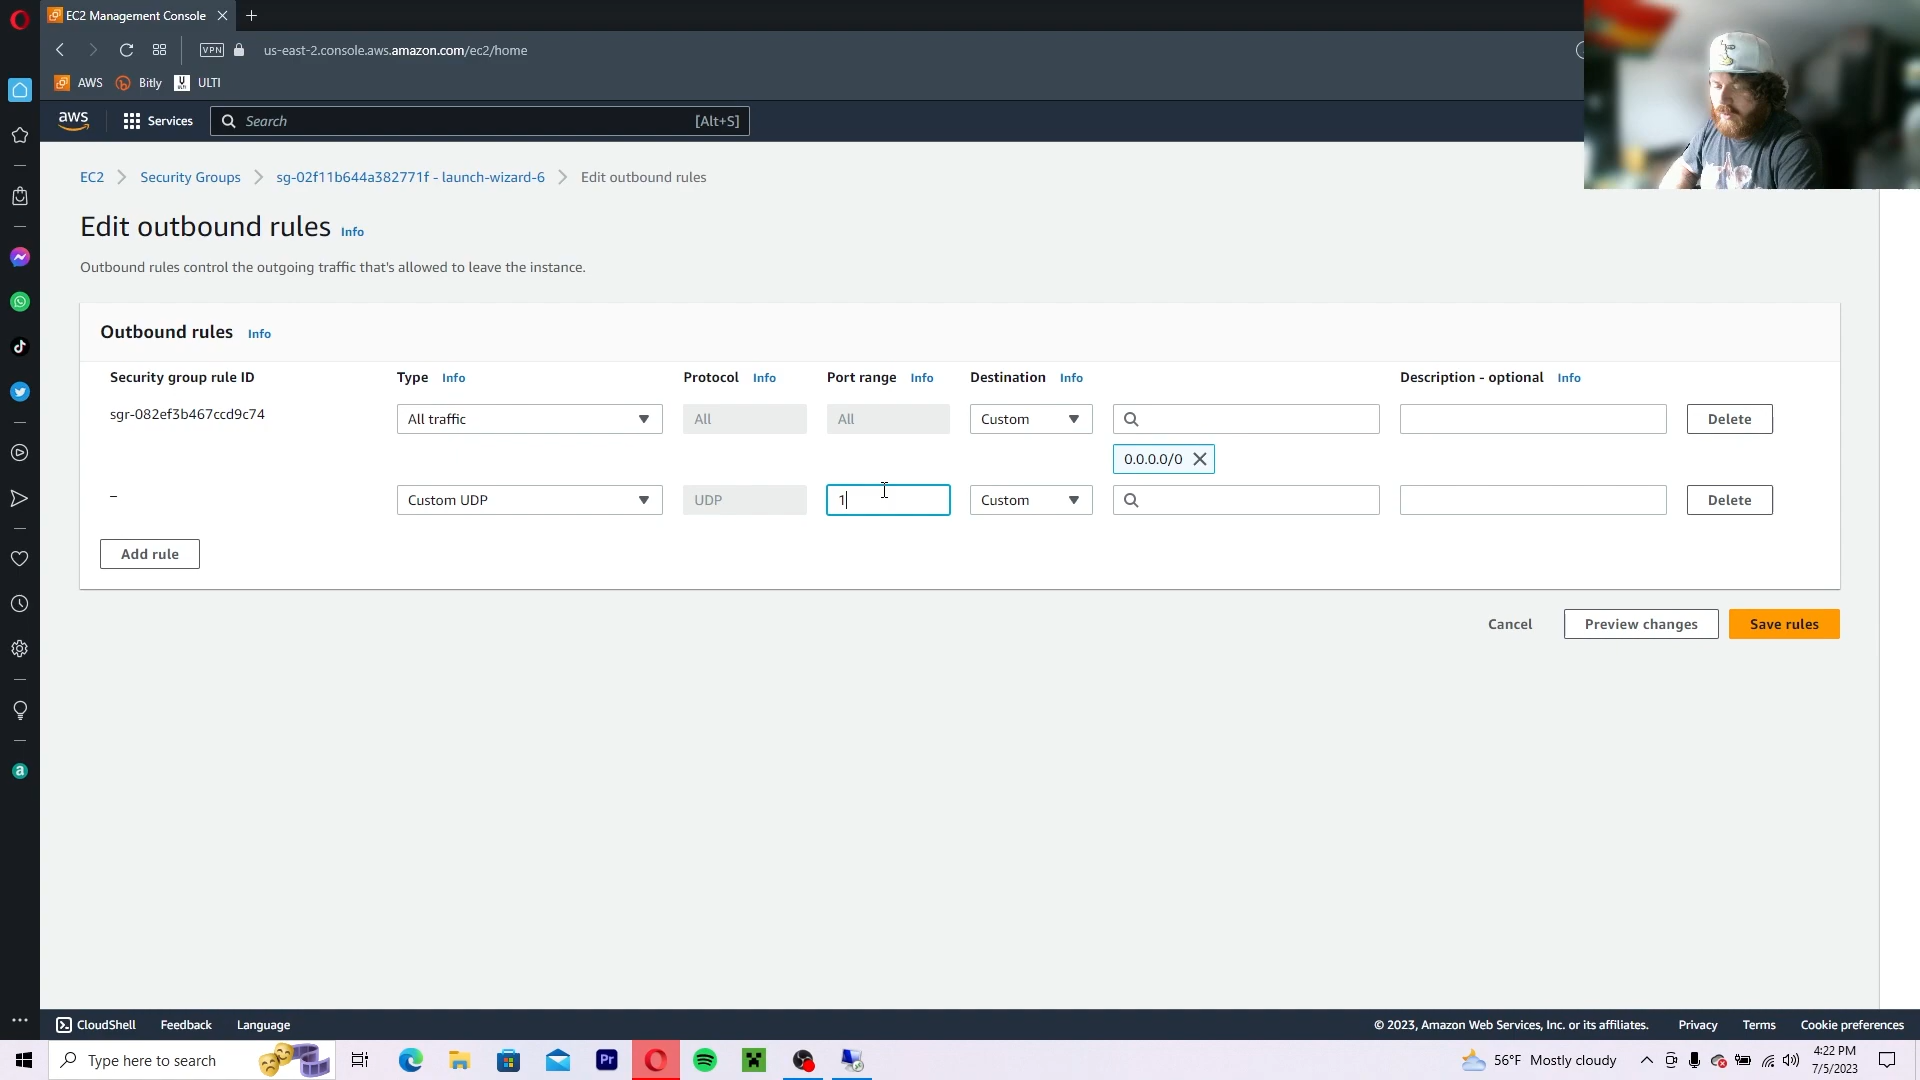 EC2 Management Console
VPN us-east-2.console.aws.amazon.com/ec2/home
AWS Bitly ULTI
aws Services Search [Alt+S]
EC2 Security Groups sg-02f11b644a382771f - launch-wizard-6 Edit outbound rules
Edit outbound rules Info
Outbound rules control the outgoing traffic that's allowed to leave the instance.
Outbound rules Info
Security group rule ID Type Info Protocol Info Port range Info Destination Info Description - optional Info
sgr-082ef3b467ccd9c74 All traffic All All Custom Delete
0.0.0.0/0
– Custom UDP UDP 1 Custom Delete
Add rule
Cancel Preview changes Save rules
CloudShell Feedback Language © 2023, Amazon Web Services, Inc. or its affiliates. Privacy Terms Cookie preferences
Type here to search Pr 56°F Mostly cloudy 4:22 PM
7/5/2023